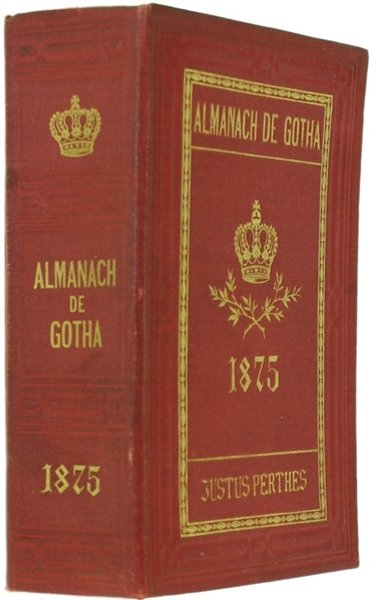 ALMANACH
DE
GOTHA
1875
ALMANACH DE GOTHA
1875
JUSTUS PERTHES